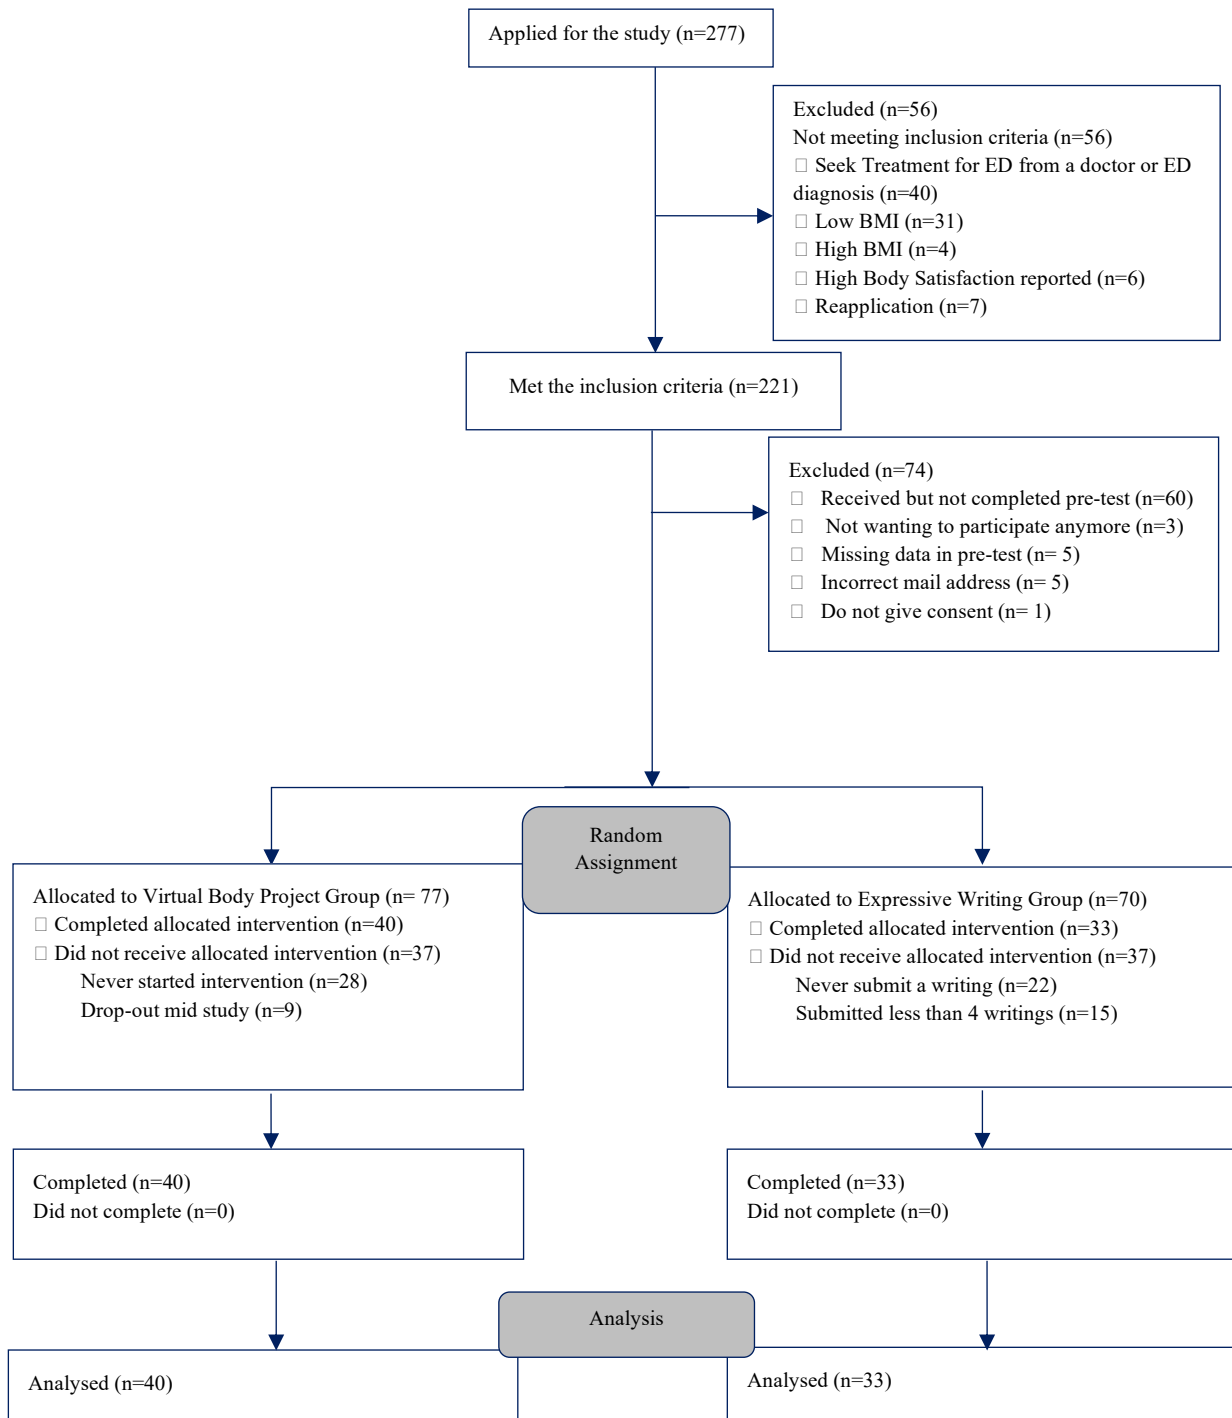 Applied for the study (n=277)
Excluded (n=56)
Not meeting inclusion criteria (n=56)
□ Seek Treatment for ED from a doctor or ED
diagnosis (n=40)
□ Low BMI (n=31)
□ High BMI (n=4)
□ High Body Satisfaction reported (n=6)
□ Reapplication (n=7)
Met the inclusion criteria (n=221)
Excluded (n=74)
□ Received but not completed pre-test (n=60)
□ Not wanting to participate anymore (n=3)
□ Missing data in pre-test (n= 5)
□ Incorrect mail address (n= 5)
□ Do not give consent (n= 1)
Random
Assignment
Allocated to Virtual Body Project Group (n= 77)
□ Completed allocated intervention (n=40)
□ Did not receive allocated intervention (n=37)
Never started intervention (n=28)
Drop-out mid study (n=9)
Allocated to Expressive Writing Group (n=70)
□ Completed allocated intervention (n=33)
□ Did not receive allocated intervention (n=37)
Never submit a writing (n=22)
Submitted less than 4 writings (n=15)
Completed (n=40)
Did not complete (n=0)
Completed (n=33)
Did not complete (n=0)
Analysis
Analysed (n=40)
Analysed (n=33)